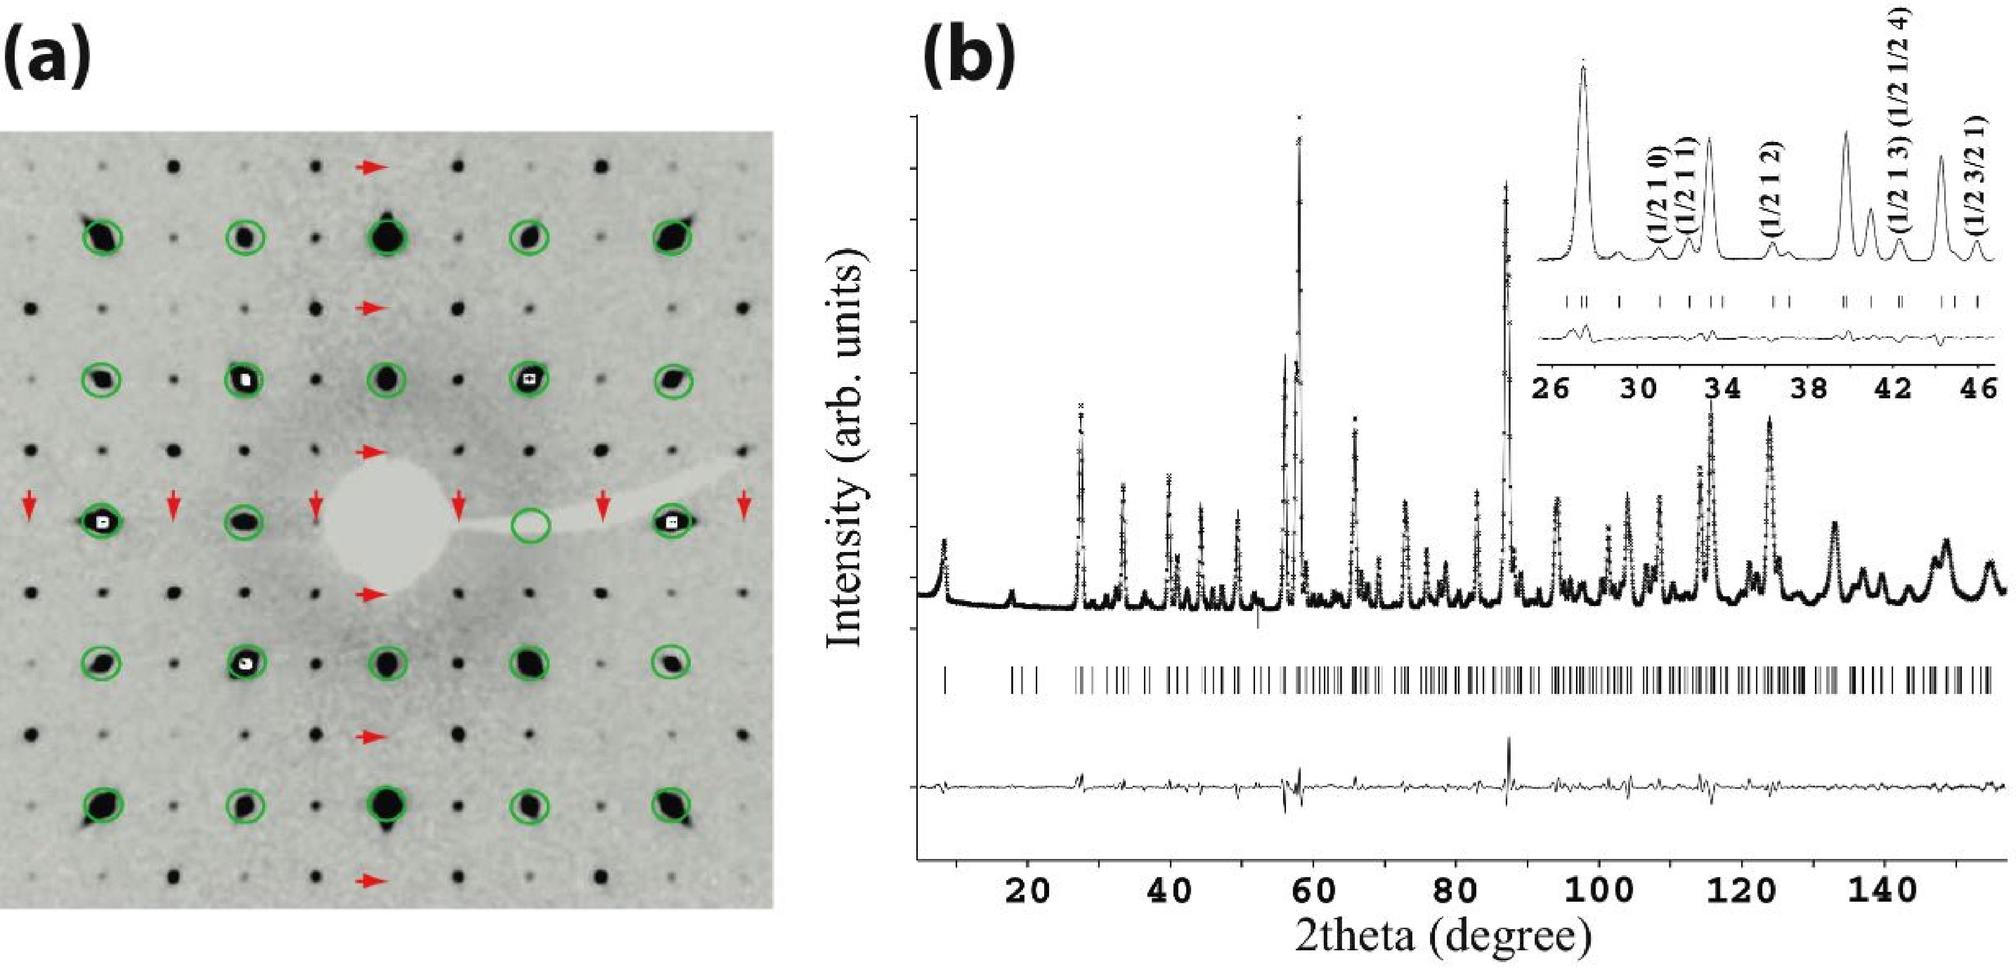 (a)
(b)
Intensity (arb. units)
(1/2 1 0)
(1/2 1 1)
(1/2 1 2)
(1/2 1 3) (1/2 1/2 4)
(1/2 3/2 1)
26 30 34 38 42 46
20 40 60 80 100 120 140
2theta (degree)